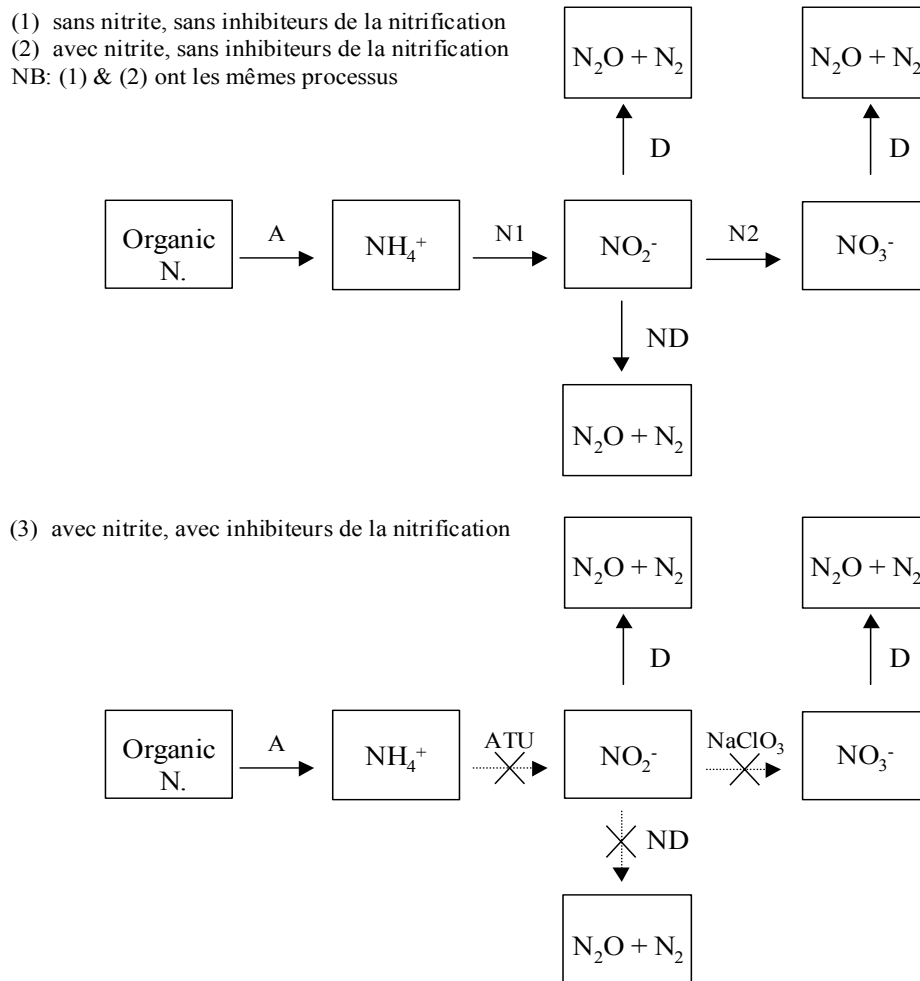 (1) sans nitrite, sans inhibiteurs de la nitrification
(2) avec nitrite, sans inhibiteurs de la nitrification
NB: (1) & (2) ont les mêmes processus
N₂O + N₂
N₂O + N₂
D
D
Organic
N.
A
NH₄⁺
N1
NO₂⁻
N2
NO₃⁻
ND
N₂O + N₂
(3) avec nitrite, avec inhibiteurs de la nitrification
N₂O + N₂
N₂O + N₂
D
D
Organic
N.
A
NH₄⁺
ATU
NO₂⁻
NaClO₃
NO₃⁻
ND
N₂O + N₂